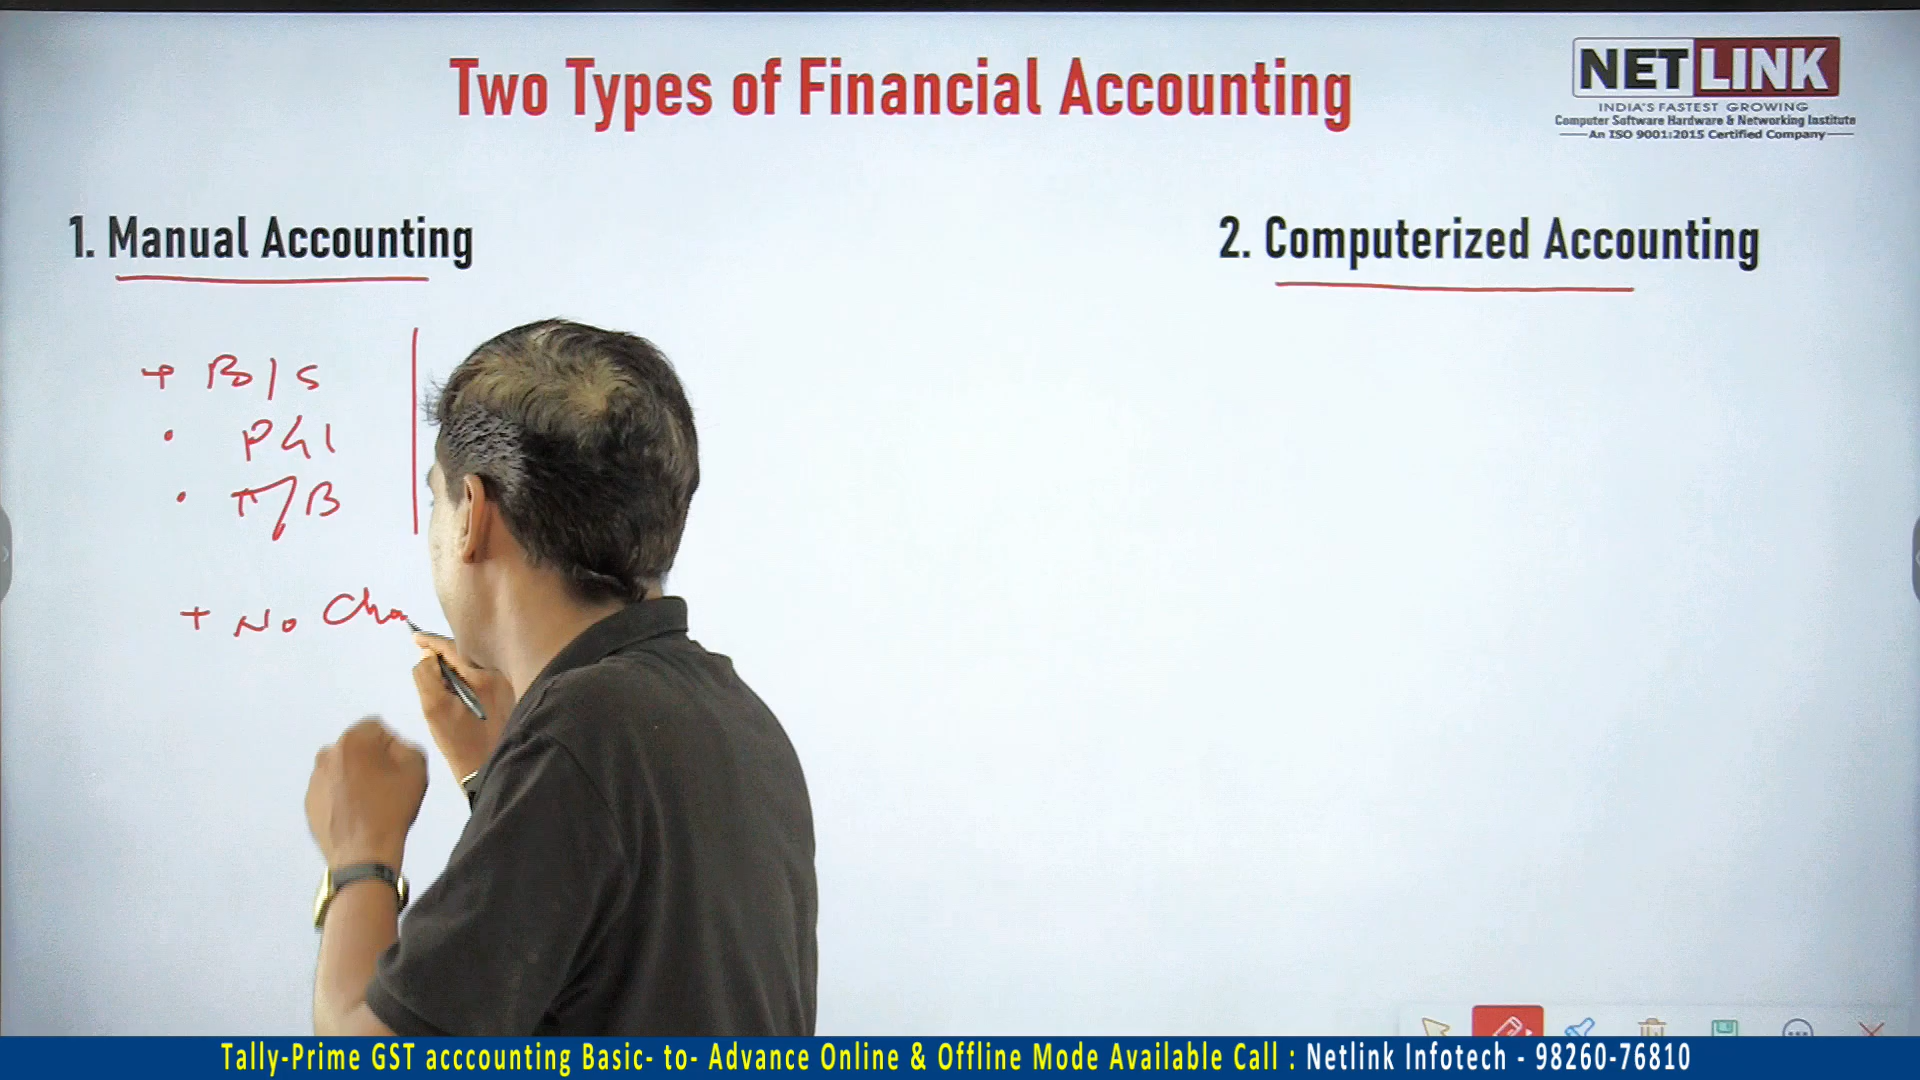 Two Types of Financial Accounting
NETLINK
INDIA'S FASTEST GROWING
Computer Software Hardware & Networking Institute
An ISO 9001:2015 Certified Company
1. Manual Accounting
2. Computerized Accounting
B/S
P&L
T/B
No Cha
Tally-Prime GST acccounting Basic- to- Advance Online & Offline Mode Available Call : Netlink Infotech - 98260-76810